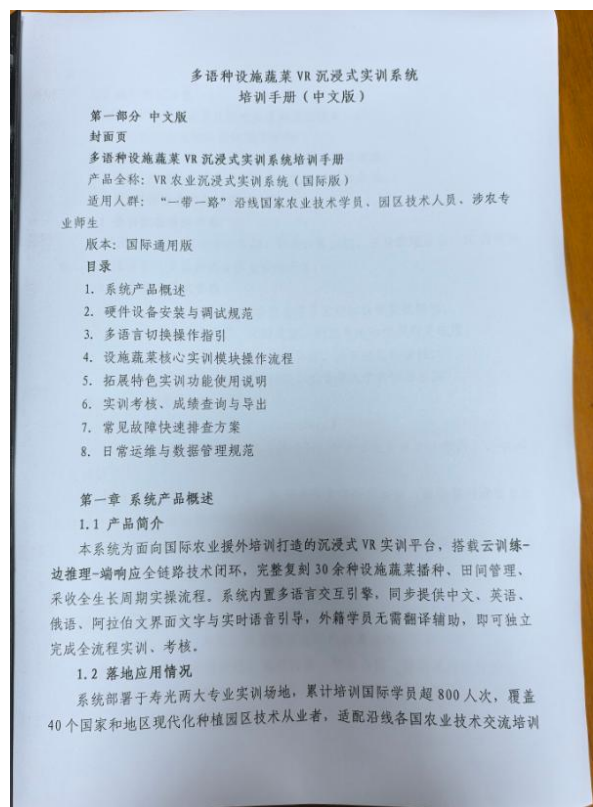 多语种设施蔬菜 VR 沉浸式实训系统
培训手册（中文版）
第一部分 中文版
封面页
多语种设施蔬菜 VR 沉浸式实训系统培训手册
产品全称：VR 农业沉浸式实训系统（国际版）
适用人群：“一带一路”沿线国家农业技术学员、园区技术人员、涉农专
业师生
版本：国际通用版
目录
1. 系统产品概述
2. 硬件设备安装与调试规范
3. 多语言切换操作指引
4. 设施蔬菜核心实训模块操作流程
5. 拓展特色实训功能使用说明
6. 实训考核、成绩查询与导出
7. 常见故障快速排查方案
8. 日常运维与数据管理规范
第一章 系统产品概述
1.1 产品简介
本系统为面向国际农业援外培训打造的沉浸式 VR 实训平台，搭载云训练-
边推理-端响应全链路技术闭环，完整复刻 30 余种设施蔬菜播种、田间管理、
采收全生长周期实操流程。系统内置多语言交互引擎，同步提供中文、英语、
俄语、阿拉伯文界面文字与实时语音引导，外籍学员无需翻译辅助，即可独立
完成全流程实训、考核。
1.2 落地应用情况
系统部署于寿光两大专业实训场地，累计培训国际学员超 800 人次，覆盖
40 个国家和地区现代化种植园区技术从业者，适配沿线各国农业技术交流培训